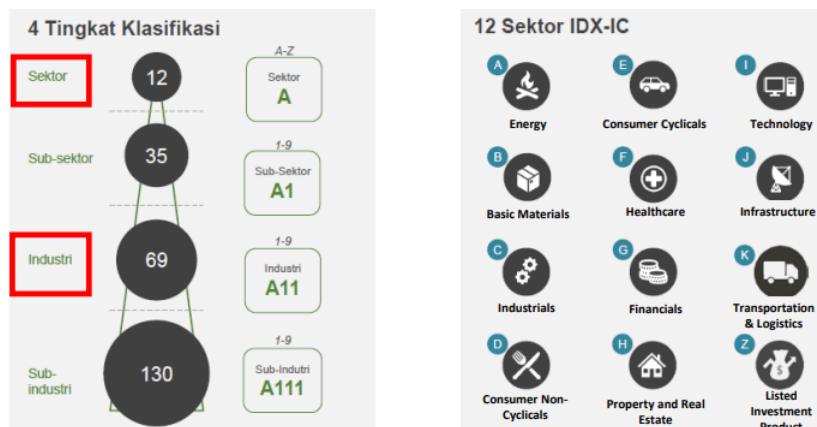 4 Tingkat Klasifikasi
Sektor
12
A-Z
Sektor
A
Sub-sektor
35
1-9
Sub-Sektor
A1
Industri
69
1-9
Industri
A11
Sub-
industri
130
1-9
Sub-Indutri
A111
12 Sektor IDX-IC
A
Energy
E
Consumer Cyclicals
I
Technology
B
Basic Materials
F
Healthcare
J
Infrastructure
C
Industrials
G
Financials
K
Transportation
& Logistics
D
Consumer Non-
Cyclicals
H
Property and Real
Estate
Z
$
Listed
Investment
Product